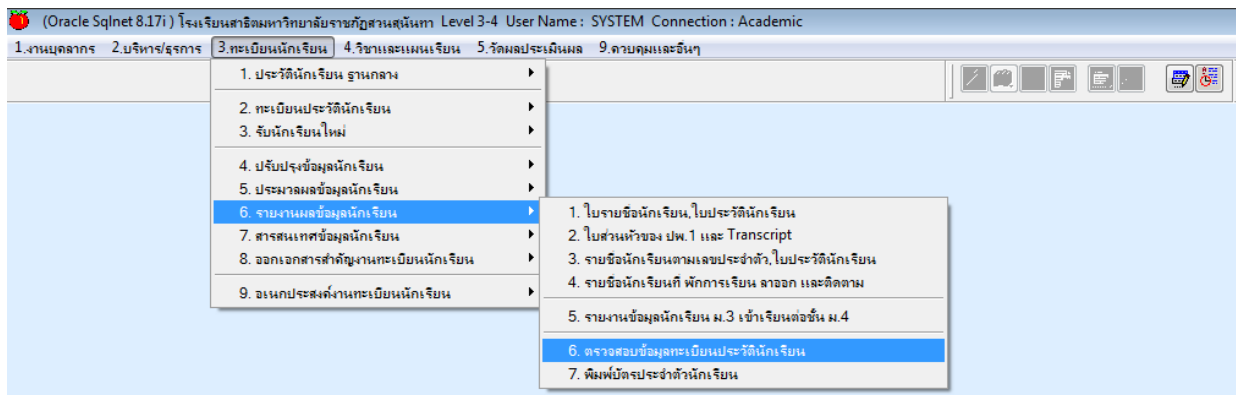 (Oracle Sqlnet 8.17i ) โรงเรียนสาธิตมหาวิทยาลัยราชภัฏสวนสุนันทา Level 3-4 User Name : SYSTEM Connection : Academic
1.งานบุคลากร 2.บริหาร/ธุรการ 3.ทะเบียนนักเรียน 4.วิชาและแผนเรียน 5.วัดผลประเมินผล 9.ควบคุมและอื่นๆ
1. ประวัตินักเรียน ฐานกลาง
2. ทะเบียนประวัตินักเรียน
3. รับนักเรียนใหม่
4. ปรับปรุงข้อมูลนักเรียน
5. ประมวลผลข้อมูลนักเรียน
6. รายงานผลข้อมูลนักเรียน
7. สารสนเทศข้อมูลนักเรียน
8. ออกเอกสารสำคัญงานทะเบียนนักเรียน
9. อเนกประสงค์งานทะเบียนนักเรียน
1. ใบรายชื่อนักเรียน,ใบประวัตินักเรียน
2. ใบส่วนหัวของ ปพ.1 และ Transcript
3. รายชื่อนักเรียนตามเลขประจำตัว,ใบประวัตินักเรียน
4. รายชื่อนักเรียนที่ พักการเรียน ลาออก และติดตาม
5. รายงานข้อมูลนักเรียน ม.3 เข้าเรียนต่อชั้น ม.4
6. ตรวจสอบข้อมูลทะเบียนประวัตินักเรียน
7. พิมพ์บัตรประจำตัวนักเรียน